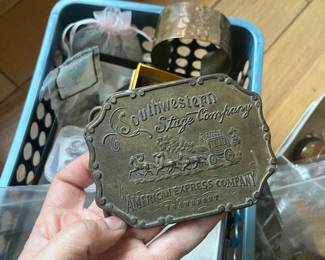 Southwestern
Stage Company
AMERICAN EXPRESS COMPANY